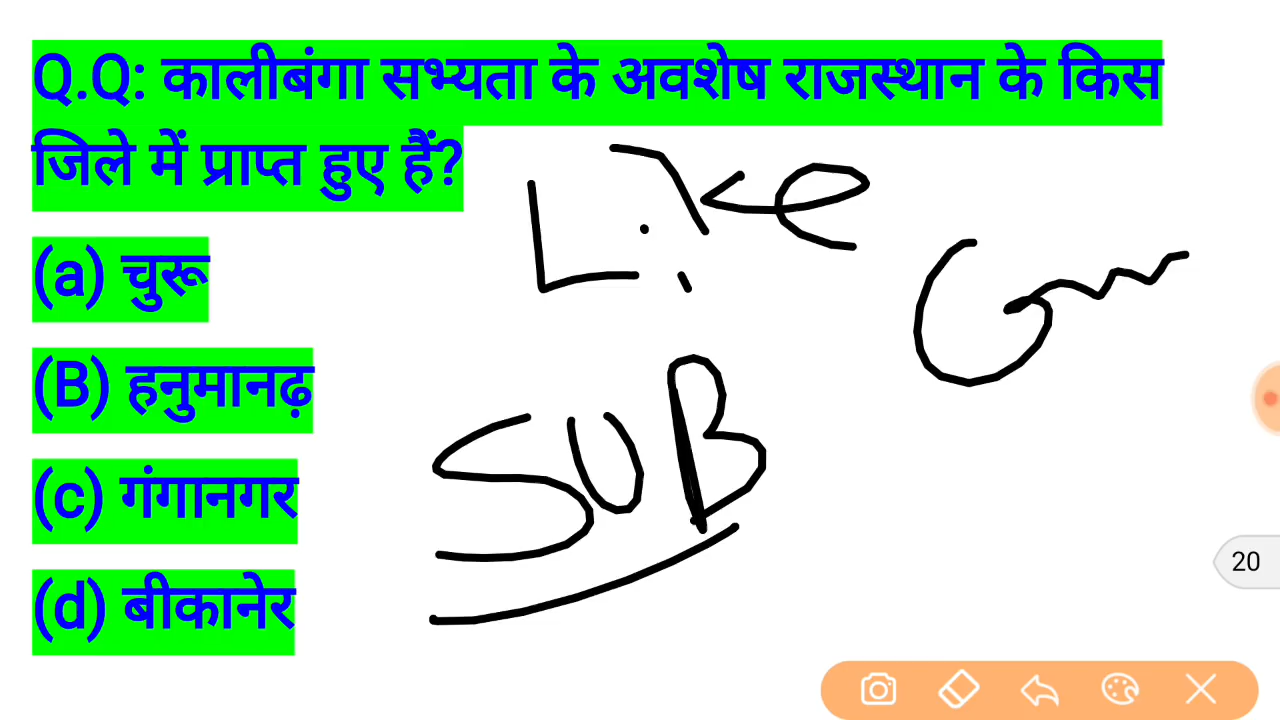 Q.Q: कालीबंगा सभ्यता के अवशेष राजस्थान के किस
जिले में प्राप्त हुए हैं?
Like
(a) चुरू
(B) हनुमानढ़
(c) गंगानगर
SUB
(d) बीकानेर
20